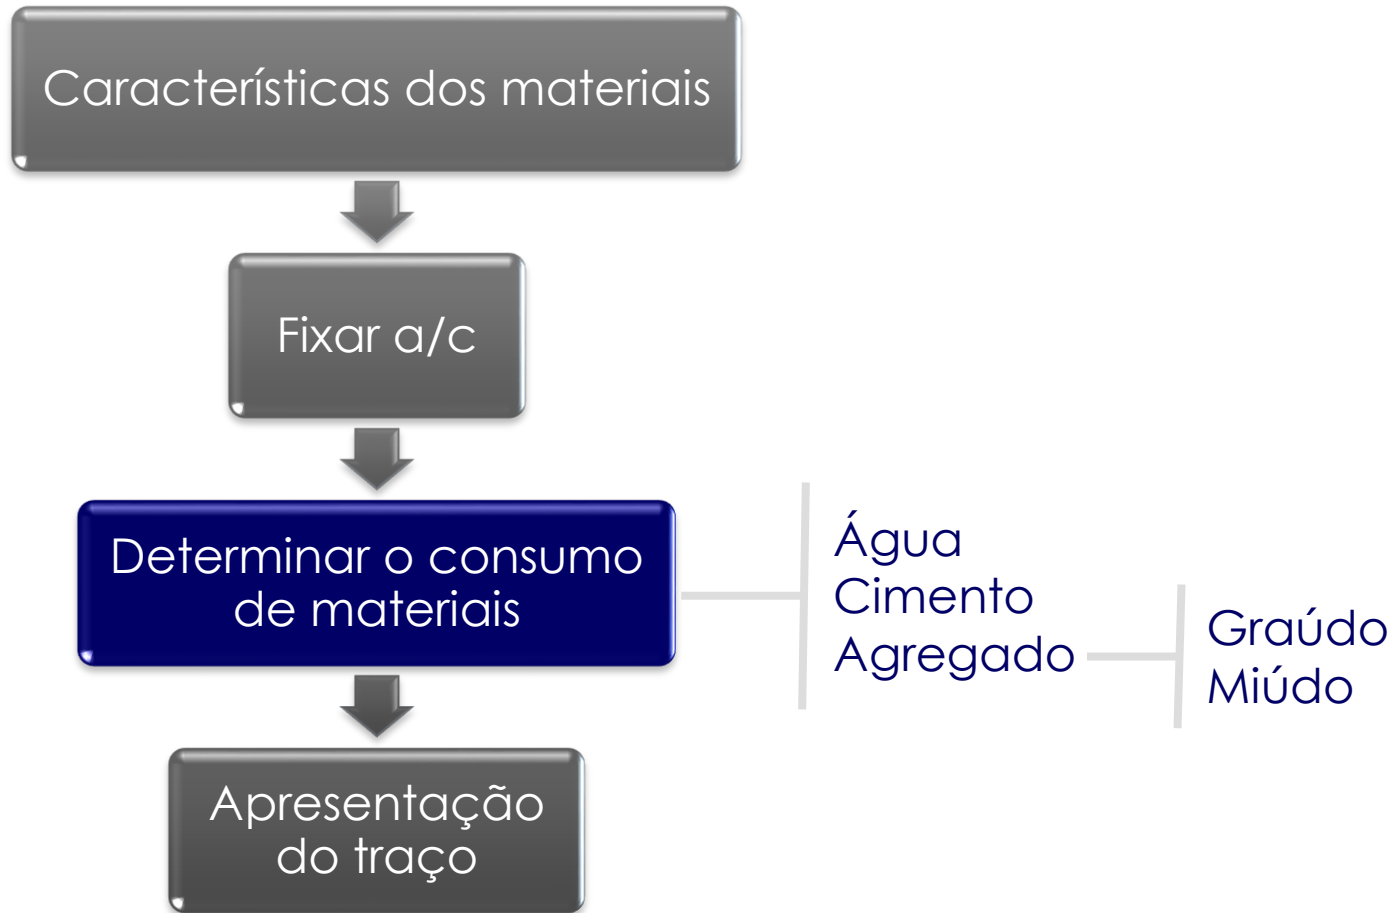 Características dos materiais
Fixar a/c
Determinar o consumo
de materiais
Água
Cimento
Agregado
Graúdo
Miúdo
Apresentação
do traço